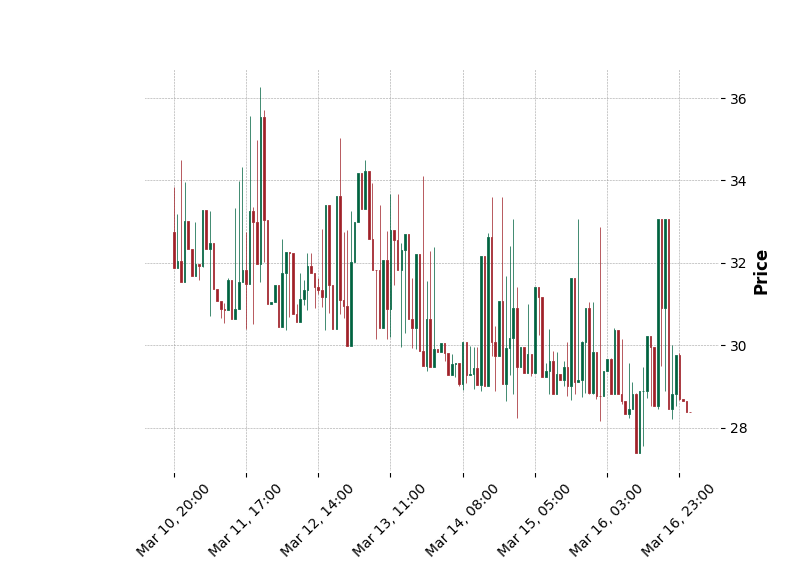 36
34
32
30
28
Price
Mar 10, 20:00
Mar 11, 17:00
Mar 12, 14:00
Mar 13, 11:00
Mar 14, 08:00
Mar 15, 05:00
Mar 16, 03:00
Mar 16, 23:00